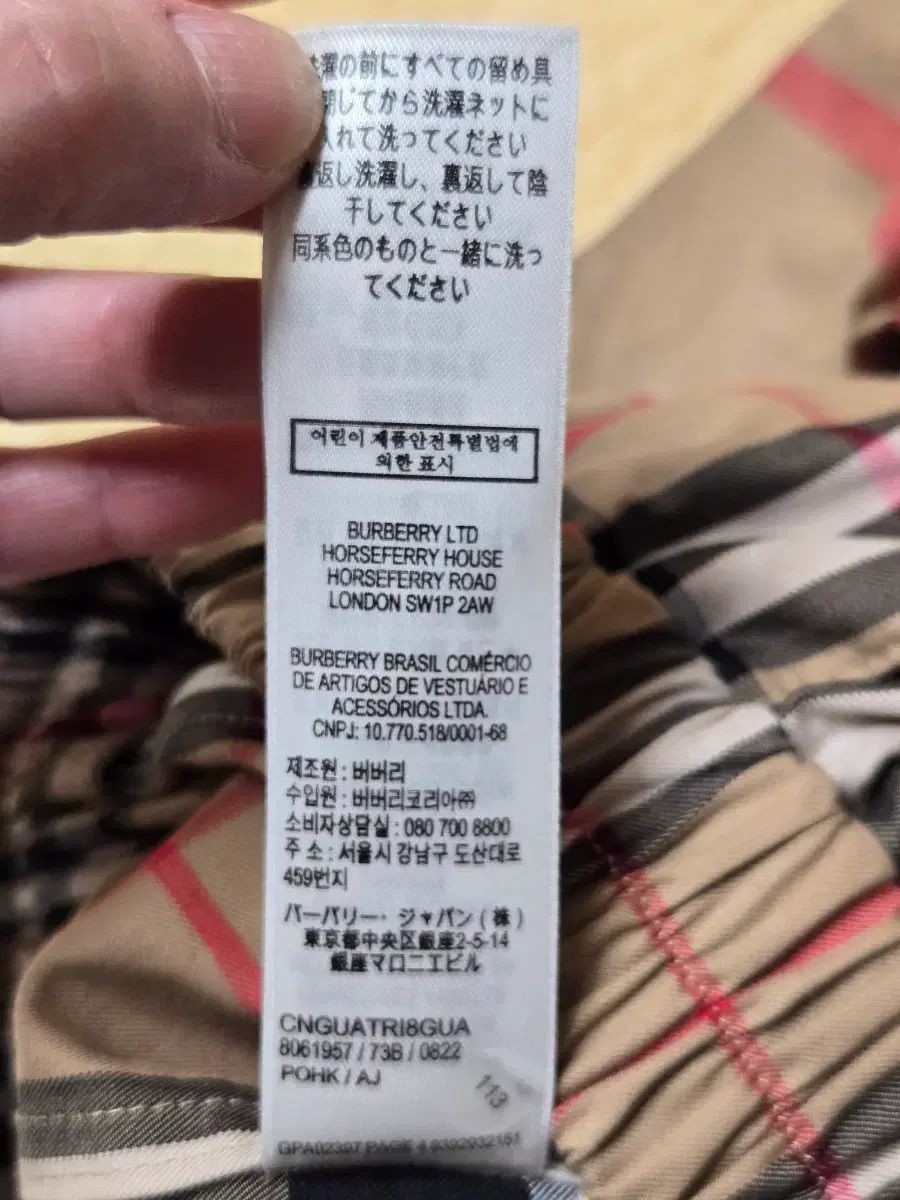 濯の前にすべての留め具
じてから洗濯ネットに
れて洗ってください
返し洗濯し、裏返して陰
干してください
同系色のものと一緒に洗っ
てください
어린이 제품안전특별법에
의한 표시
BURBERRY LTD
HORSEFERRY HOUSE
HORSEFERRY ROAD
LONDON SW1P 2AW
BURBERRY BRASIL COMÉRCIO
DE ARTIGOS DE VESTUÁRIO E
ACESSÓRIOS LTDA.
CNPJ: 10.770.518/0001-68
제조원 : 버버리
수입원 : 버버리코리아㈜
소비자상담실 : 080 700 8800
주 소 : 서울시 강남구 도산대로
459번지
バーバリー・ジャパン(株)
東京都中央区銀座2-5-14
銀座マロニエビル
CNGUATRI8GUA
8061957 / 73B / 0822
POHK / AJ
113
PAGE 4